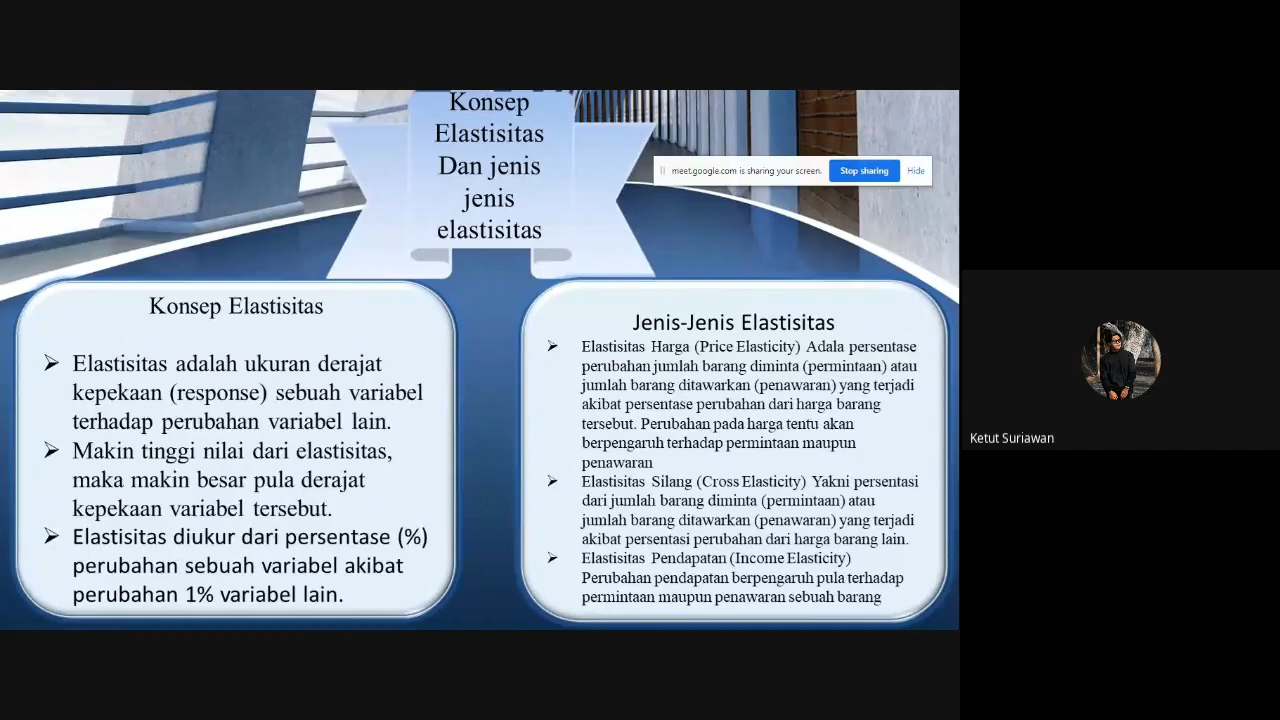 Konsep
Elastisitas
Dan jenis
jenis
elastisitas
meet.google.com is sharing your screen.
Stop sharing
Hide
Konsep Elastisitas
Elastisitas adalah ukuran derajat
kepekaan (response) sebuah variabel
terhadap perubahan variabel lain.
Makin tinggi nilai dari elastisitas,
maka makin besar pula derajat
kepekaan variabel tersebut.
Elastisitas diukur dari persentase (%)
perubahan sebuah variabel akibat
perubahan 1% variabel lain.
Jenis-Jenis Elastisitas
Elastisitas Harga (Price Elasticity) Adala persentase
perubahan jumlah barang diminta (permintaan) atau
jumlah barang ditawarkan (penawaran) yang terjadi
akibat persentase perubahan dari harga barang
tersebut. Perubahan pada harga tentu akan
berpengaruh terhadap permintaan maupun
penawaran
Elastisitas Silang (Cross Elasticity) Yakni persentasi
dari jumlah barang diminta (permintaan) atau
jumlah barang ditawarkan (penawaran) yang terjadi
akibat persentasi perubahan dari harga barang lain.
Elastisitas Pendapatan (Income Elasticity)
Perubahan pendapatan berpengaruh pula terhadap
permintaan maupun penawaran sebuah barang
Ketut Suriawan